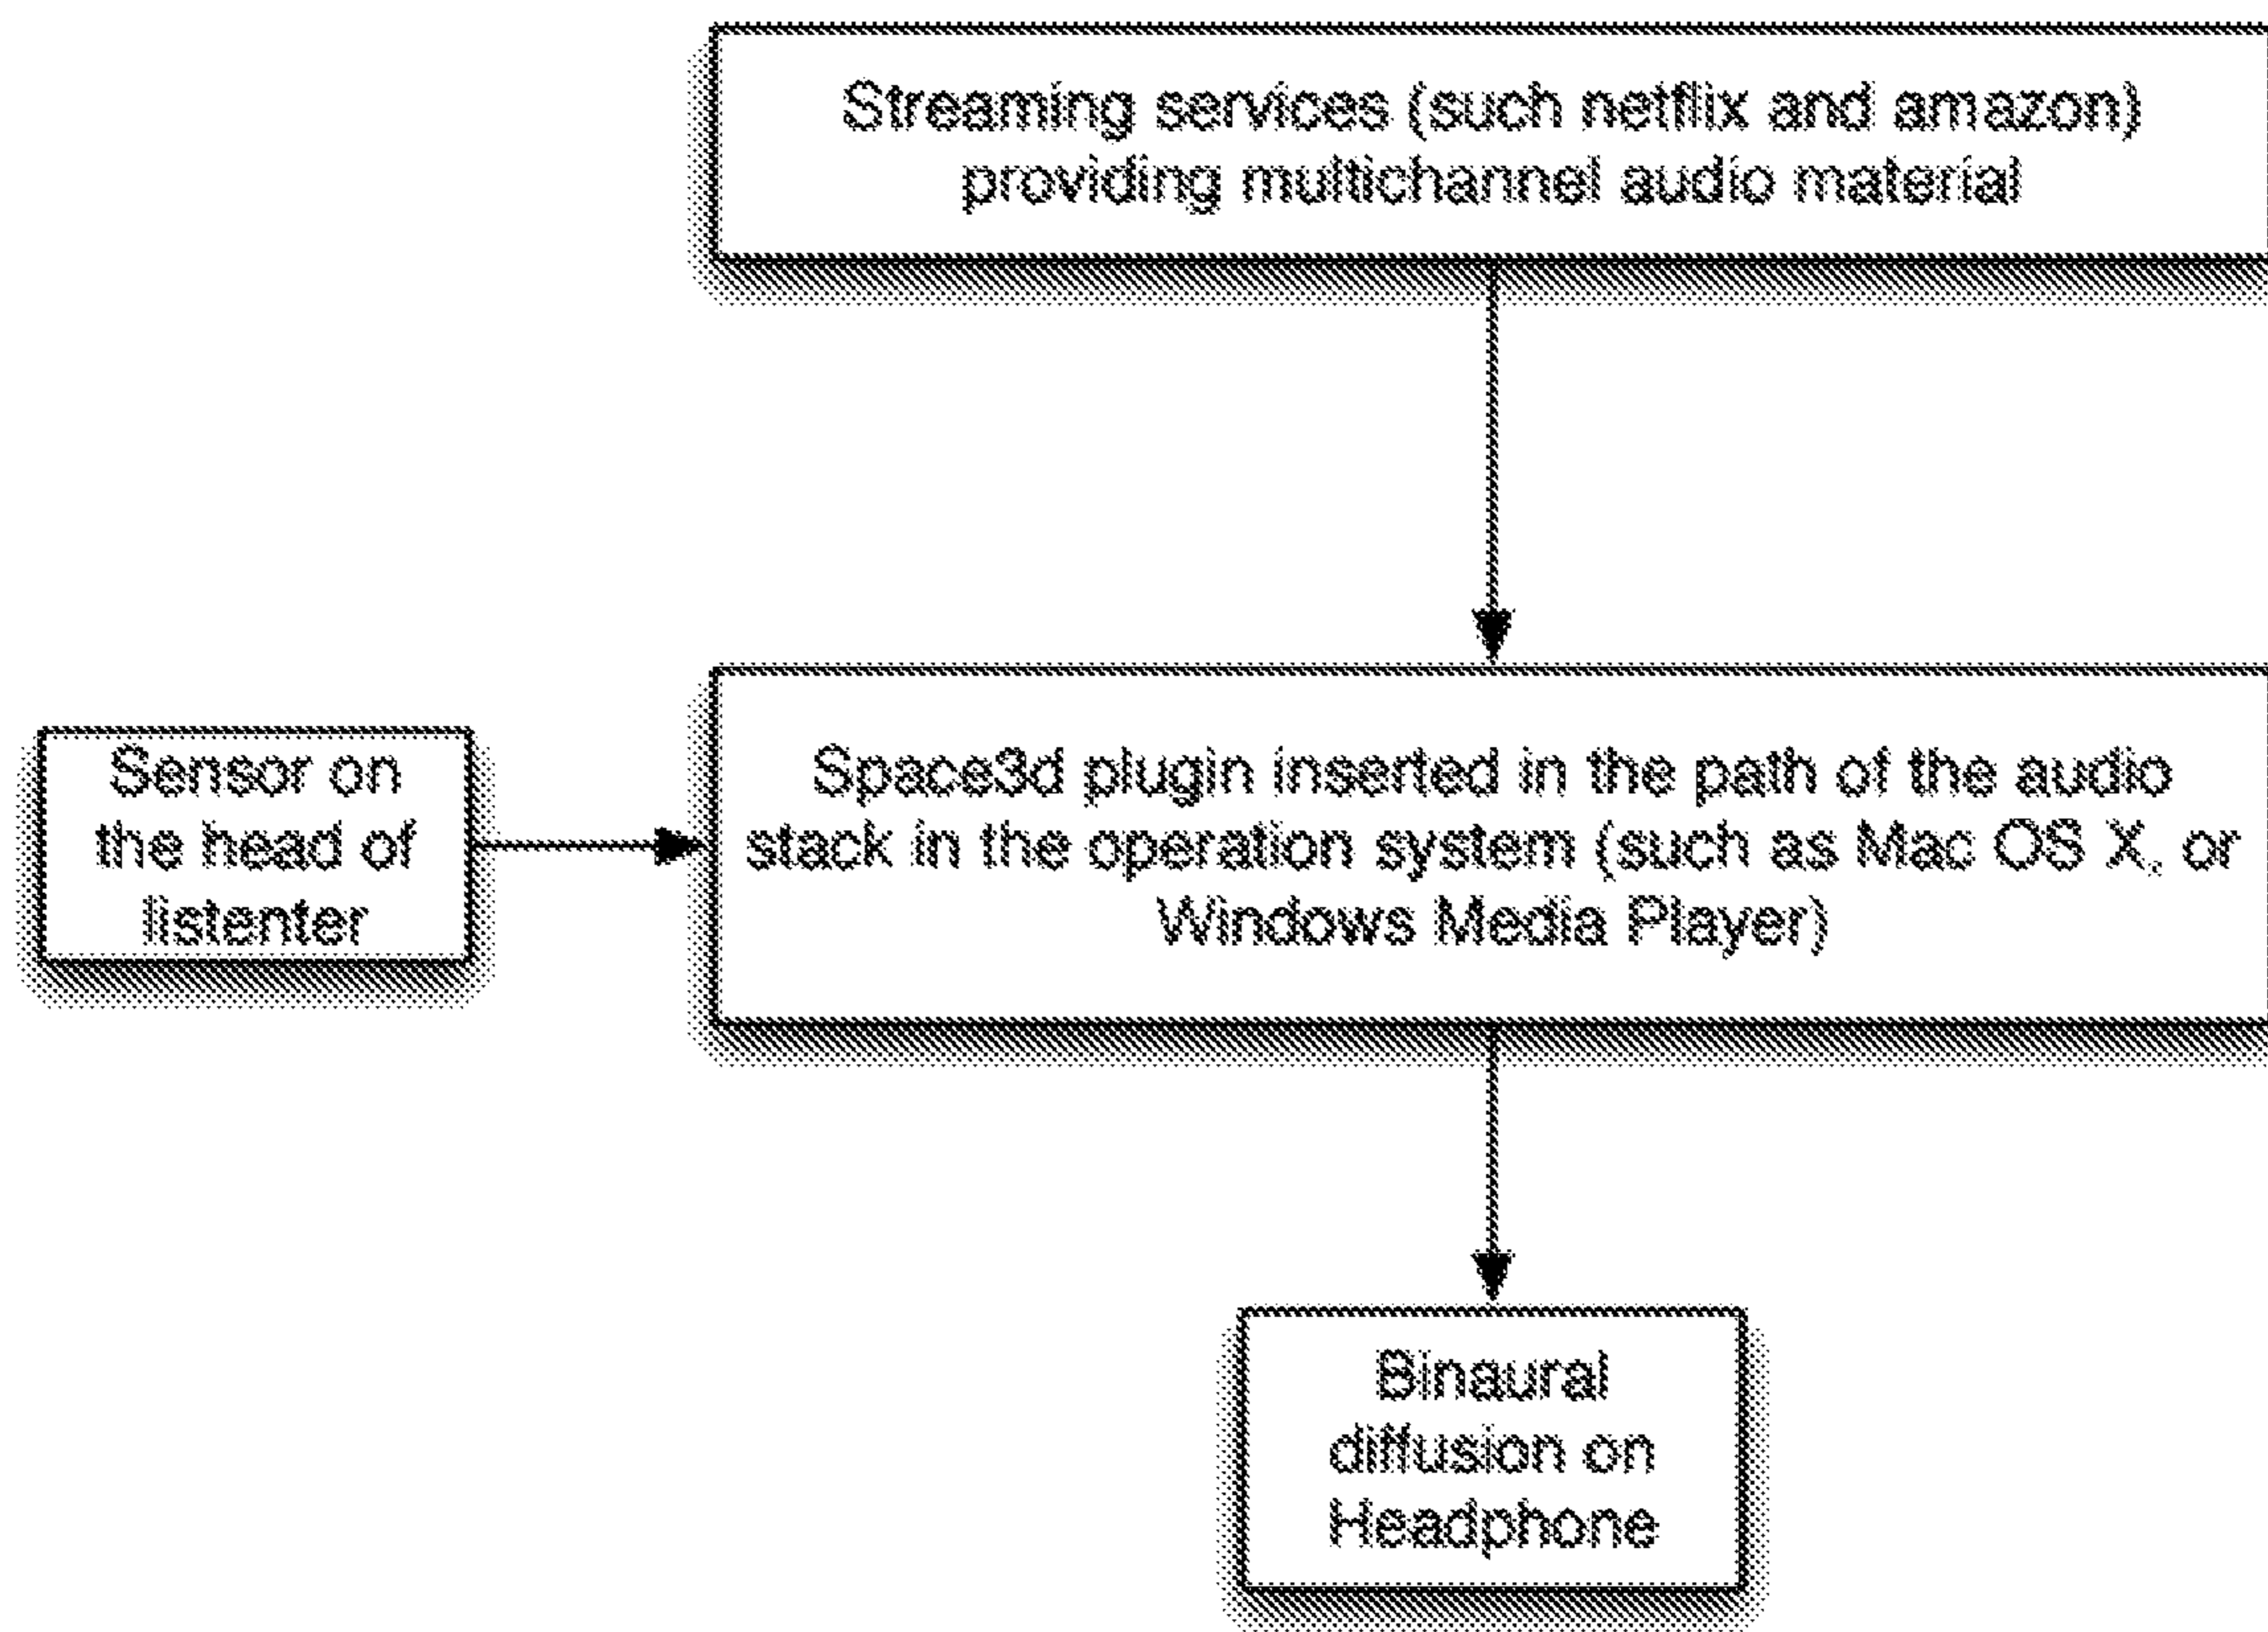 Streaming services (such netflix and amazon)
providing multichannel audio material
Sensor on
the head of
listenter
Space3d plugin inserted in the path of the audio
stack in the operation system (such as Mac OS X, or
Windows Media Player)
Binaural
diffusion on
Headphone